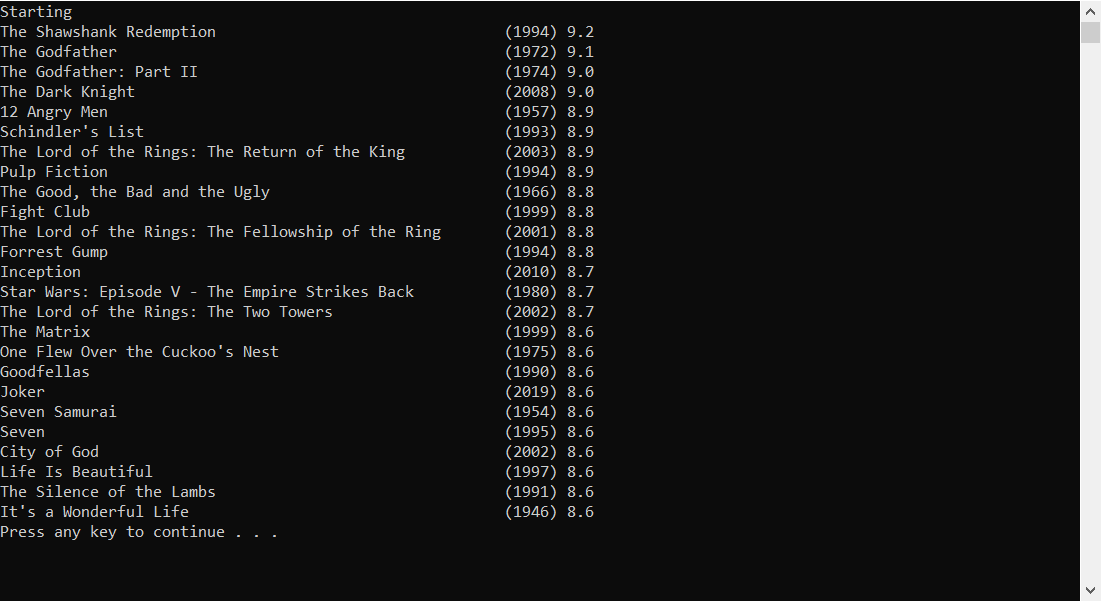 Starting
The Shawshank Redemption (1994) 9.2
The Godfather (1972) 9.1
The Godfather: Part II (1974) 9.0
The Dark Knight (2008) 9.0
12 Angry Men (1957) 8.9
Schindler's List (1993) 8.9
The Lord of the Rings: The Return of the King (2003) 8.9
Pulp Fiction (1994) 8.9
The Good, the Bad and the Ugly (1966) 8.8
Fight Club (1999) 8.8
The Lord of the Rings: The Fellowship of the Ring (2001) 8.8
Forrest Gump (1994) 8.8
Inception (2010) 8.7
Star Wars: Episode V - The Empire Strikes Back (1980) 8.7
The Lord of the Rings: The Two Towers (2002) 8.7
The Matrix (1999) 8.6
One Flew Over the Cuckoo's Nest (1975) 8.6
Goodfellas (1990) 8.6
Joker (2019) 8.6
Seven Samurai (1954) 8.6
Seven (1995) 8.6
City of God (2002) 8.6
Life Is Beautiful (1997) 8.6
The Silence of the Lambs (1991) 8.6
It's a Wonderful Life (1946) 8.6
Press any key to continue . . .